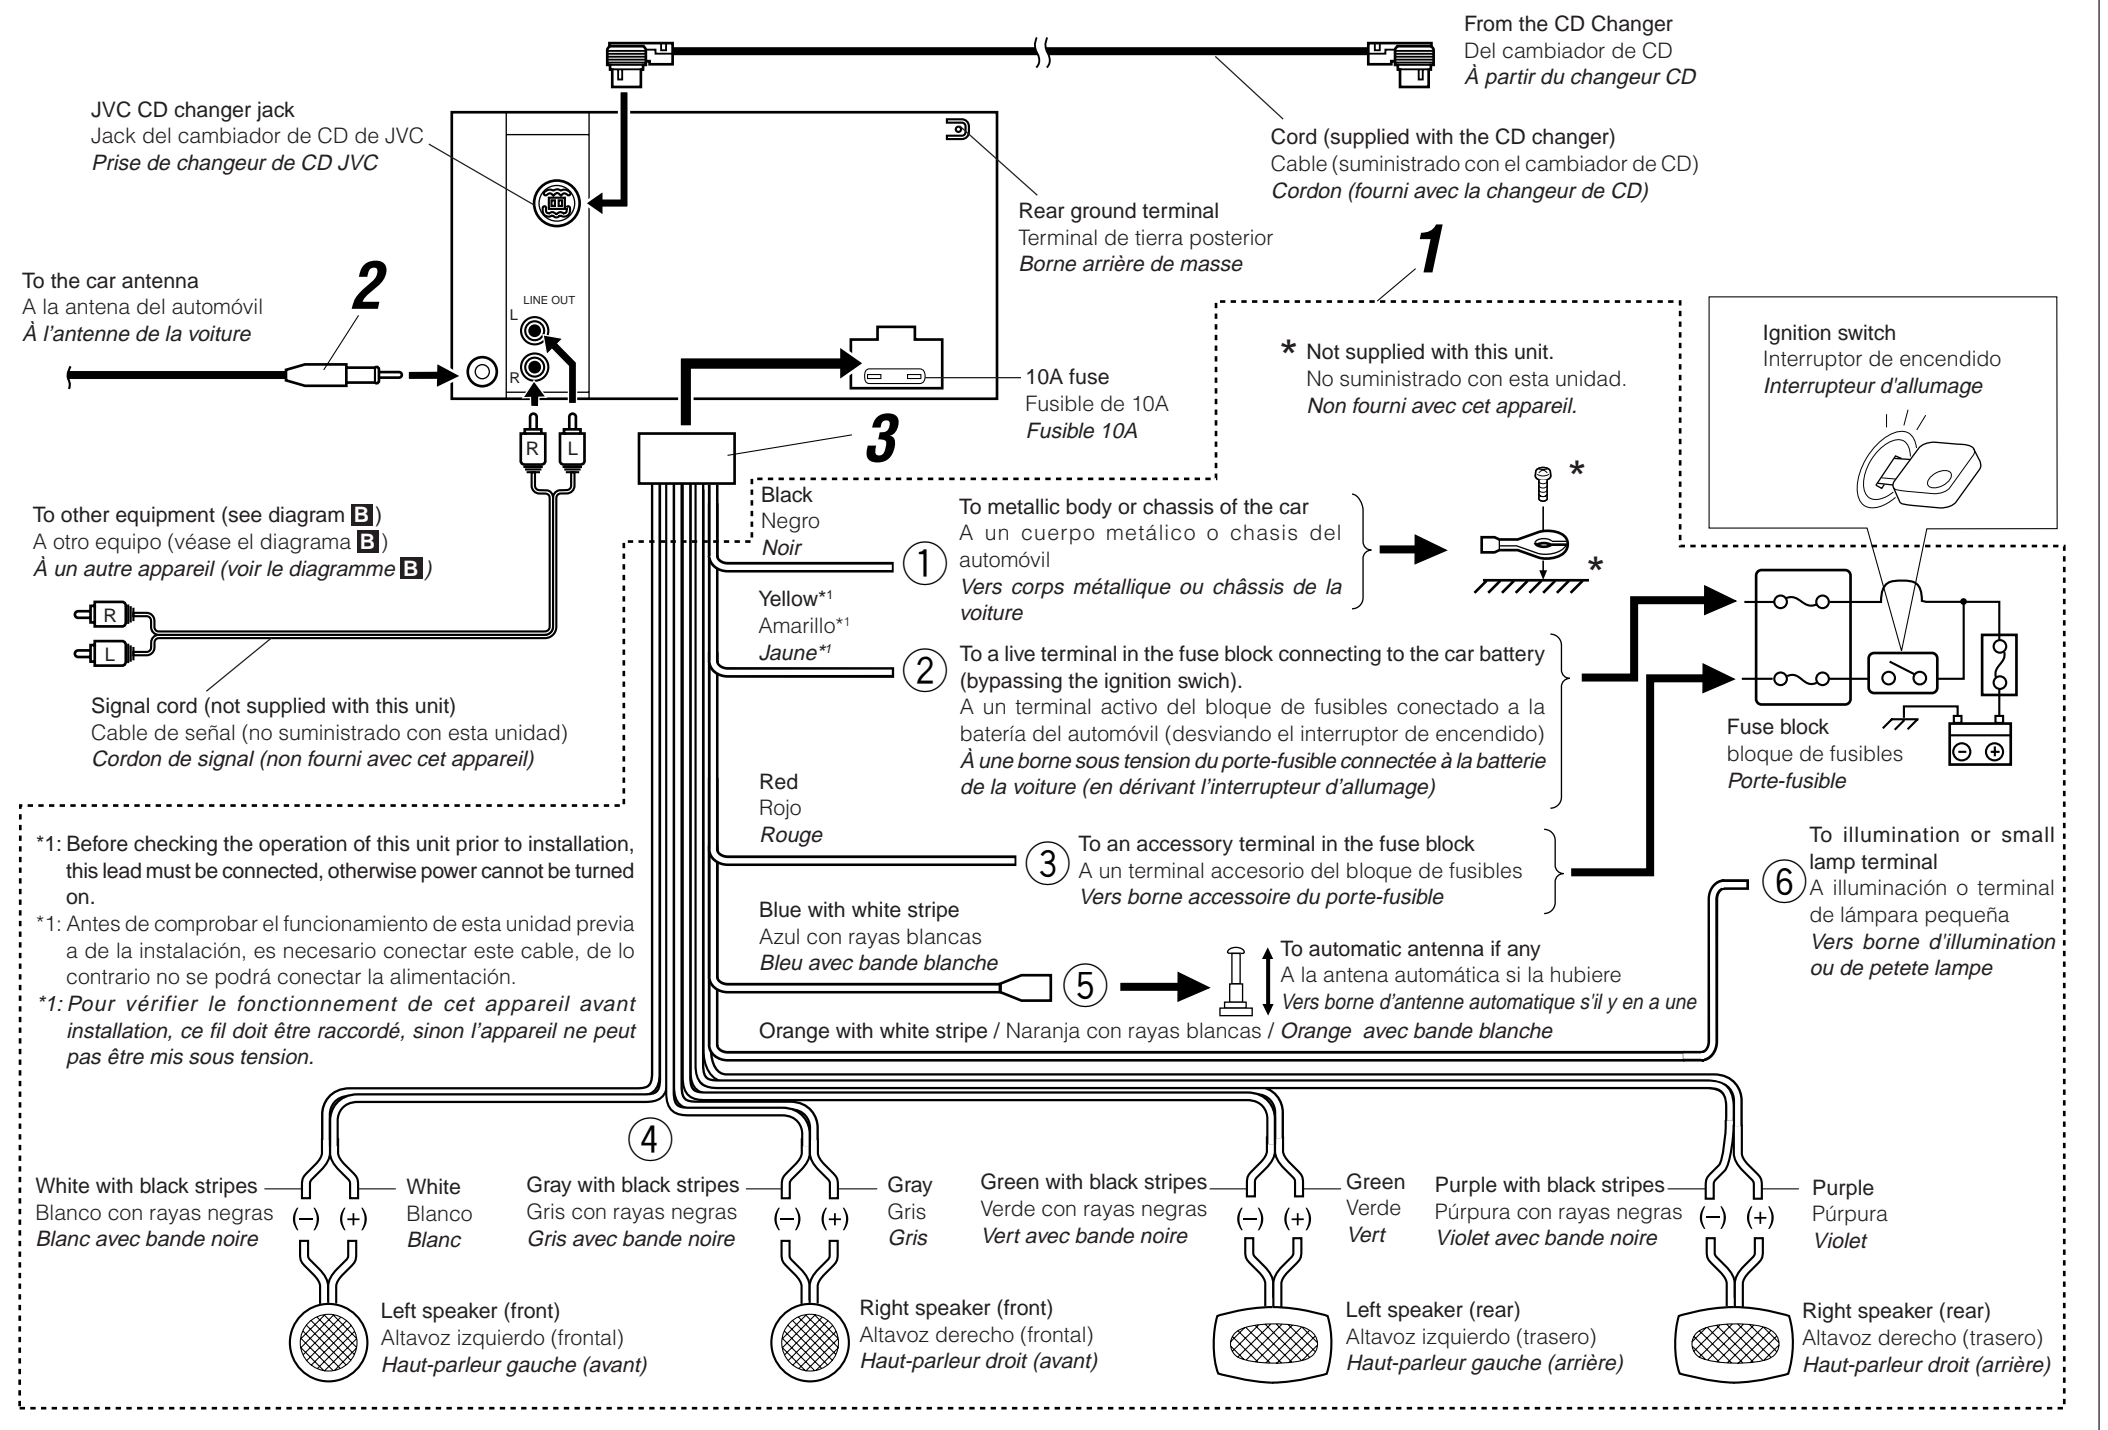 From the CD Changer
Del cambiador de CD
À partir du changeur CD
JVC CD changer jack
Jack del cambiador de CD de JVC
Prise de changeur de CD JVC
Cord (supplied with the CD changer)
Cable (suministrado con el cambiador de CD)
Cordon (fourni avec la changeur de CD)
Rear ground terminal
Terminal de tierra posterior
Borne arrière de masse
1
To the car antenna
A la antena del automóvil
À l'antenne de la voiture
2
LINE OUT
L
R
* Not supplied with this unit.
No suministrado con esta unidad.
Non fourni avec cet appareil.
Ignition switch
Interruptor de encendido
Interrupteur d'allumage
10A fuse
Fusible de 10A
Fusible 10A
3
R
L
To other equipment (see diagram B)
A otro equipo (véase el diagrama B)
À un autre appareil (voir le diagramme B)
R
L
Signal cord (not supplied with this unit)
Cable de señal (no suministrado con esta unidad)
Cordon de signal (non fourni avec cet appareil)
Black
Negro
Noir
①
To metallic body or chassis of the car
A un cuerpo metálico o chasis del
automóvil
Vers corps métallique ou châssis de la
voiture
*
*
Yellow*1
Amarillo*1
Jaune*1
②
To a live terminal in the fuse block connecting to the car battery
(bypassing the ignition swich).
A un terminal activo del bloque de fusibles conectado a la
batería del automóvil (desviando el interruptor de encendido)
À une borne sous tension du porte-fusible connectée à la batterie
de la voiture (en dérivant l'interrupteur d'allumage)
Fuse block
bloque de fusibles
Porte-fusible
− +
Red
Rojo
Rouge
③
To an accessory terminal in the fuse block
A un terminal accesorio del bloque de fusibles
Vers borne accessoire du porte-fusible
*1: Before checking the operation of this unit prior to installation,
this lead must be connected, otherwise power cannot be turned
on.
*1: Antes de comprobar el funcionamiento de esta unidad previa
a de la instalación, es necesario conectar este cable, de lo
contrario no se podrá conectar la alimentación.
*1: Pour vérifier le fonctionnement de cet appareil avant
installation, ce fil doit être raccordé, sinon l'appareil ne peut
pas être mis sous tension.
Blue with white stripe
Azul con rayas blancas
Bleu avec bande blanche
⑤
To automatic antenna if any
A la antena automática si la hubiere
Vers borne d'antenne automatique s'il y en a une
⑥
To illumination or small
lamp terminal
A illuminación o terminal
de lámpara pequeña
Vers borne d'illumination
ou de petete lampe
Orange with white stripe / Naranja con rayas blancas / Orange avec bande blanche
④
White with black stripes
Blanco con rayas negras
Blanc avec bande noire
(−) (+)
White
Blanco
Blanc
Gray with black stripes
Gris con rayas negras
Gris avec bande noire
(−) (+)
Gray
Gris
Gris
Green with black stripes
Verde con rayas negras
Vert avec bande noire
(−) (+)
Green
Verde
Vert
Purple with black stripes
Púrpura con rayas negras
Violet avec bande noire
(−) (+)
Purple
Púrpura
Violet
Left speaker (front)
Altavoz izquierdo (frontal)
Haut-parleur gauche (avant)
Right speaker (front)
Altavoz derecho (frontal)
Haut-parleur droit (avant)
Left speaker (rear)
Altavoz izquierdo (trasero)
Haut-parleur gauche (arrière)
Right speaker (rear)
Altavoz derecho (trasero)
Haut-parleur droit (arrière)